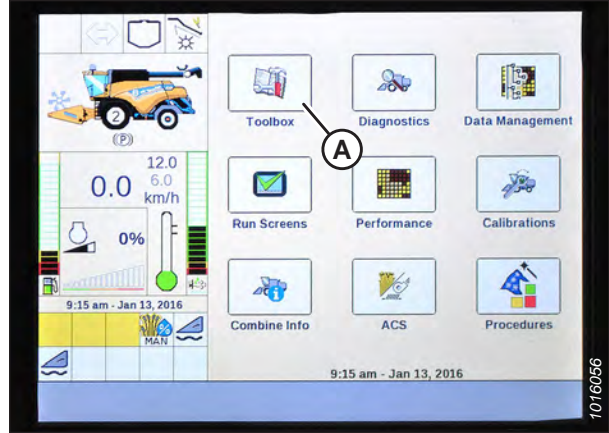 Toolbox
Diagnostics
Data Management
A
2
(P)
12.0
0.0
6.0
km/h
Run Screens
Performance
Calibrations
0%
9:15 am - Jan 13, 2016
MAN
Combine Info
ACS
Procedures
9:15 am - Jan 13, 2016
1016056